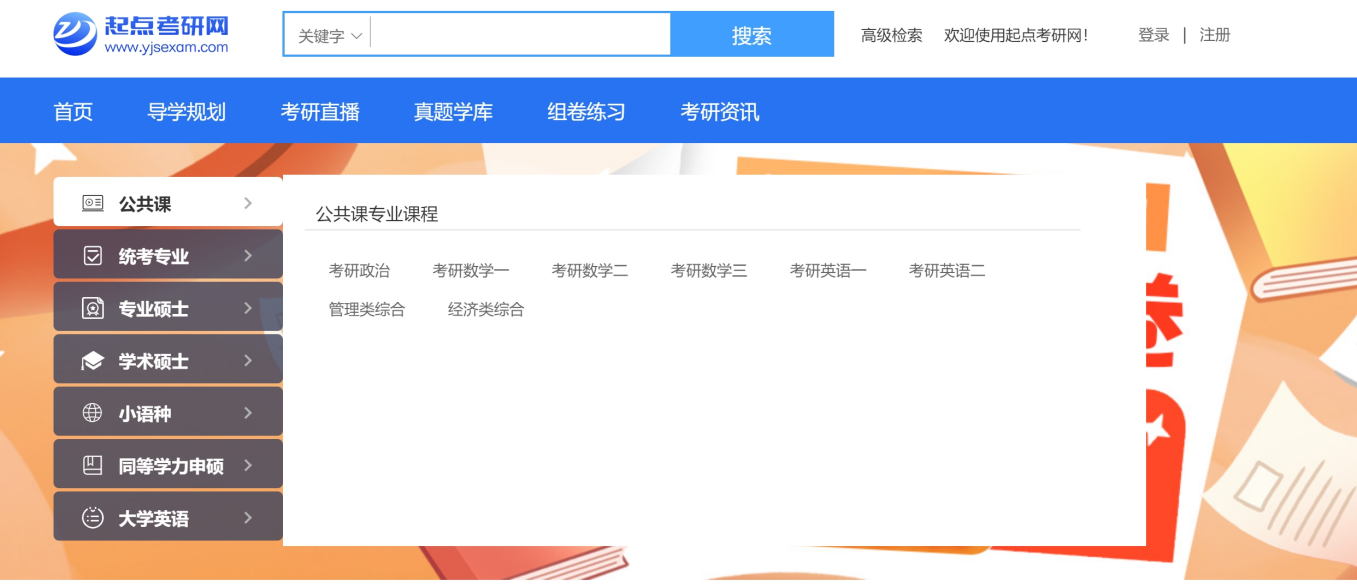 起点考研网
www.yjsexam.com
关键字
搜索
高级检索 欢迎使用起点考研网!
登录 | 注册
首页 导学规划 考研直播 真题学库 组卷练习 考研资讯
公共课
统考专业
专业硕士
学术硕士
小语种
同等学力申硕
大学英语
公共课专业课程
考研政治 考研数学一 考研数学二 考研数学三 考研英语一 考研英语二
管理类综合 经济类综合
卷